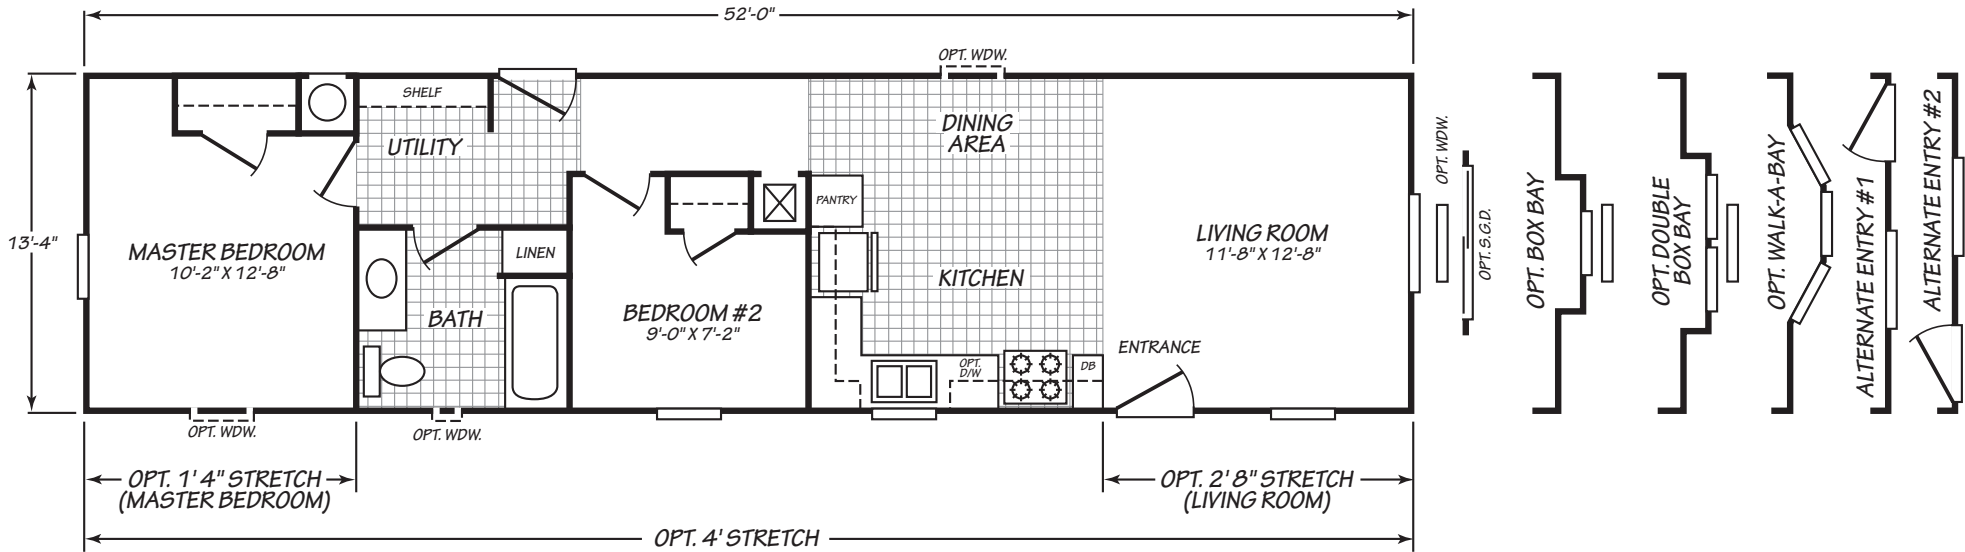 52'-0"
OPT. WDW.
SHELF
UTILITY
DINING
AREA
13'-4"
MASTER BEDROOM
10'-2" X 12'-8"
LINEN
BATH
PANTRY
BEDROOM #2
9'-0" X 7'-2"
KITCHEN
LIVING ROOM
11'-8" X 12'-8"
OPT.
D/W
DB
ENTRANCE
OPT. WDW.
OPT. WDW.
OPT. WDW.
OPT. S.G.D.
OPT. BOX BAY
OPT. DOUBLE
BOX BAY
OPT. WALK-A-BAY
ALTERNATE ENTRY #1
ALTERNATE ENTRY #2
OPT. 1' 4" STRETCH
(MASTER BEDROOM)
OPT. 2' 8" STRETCH
(LIVING ROOM)
OPT. 4' STRETCH